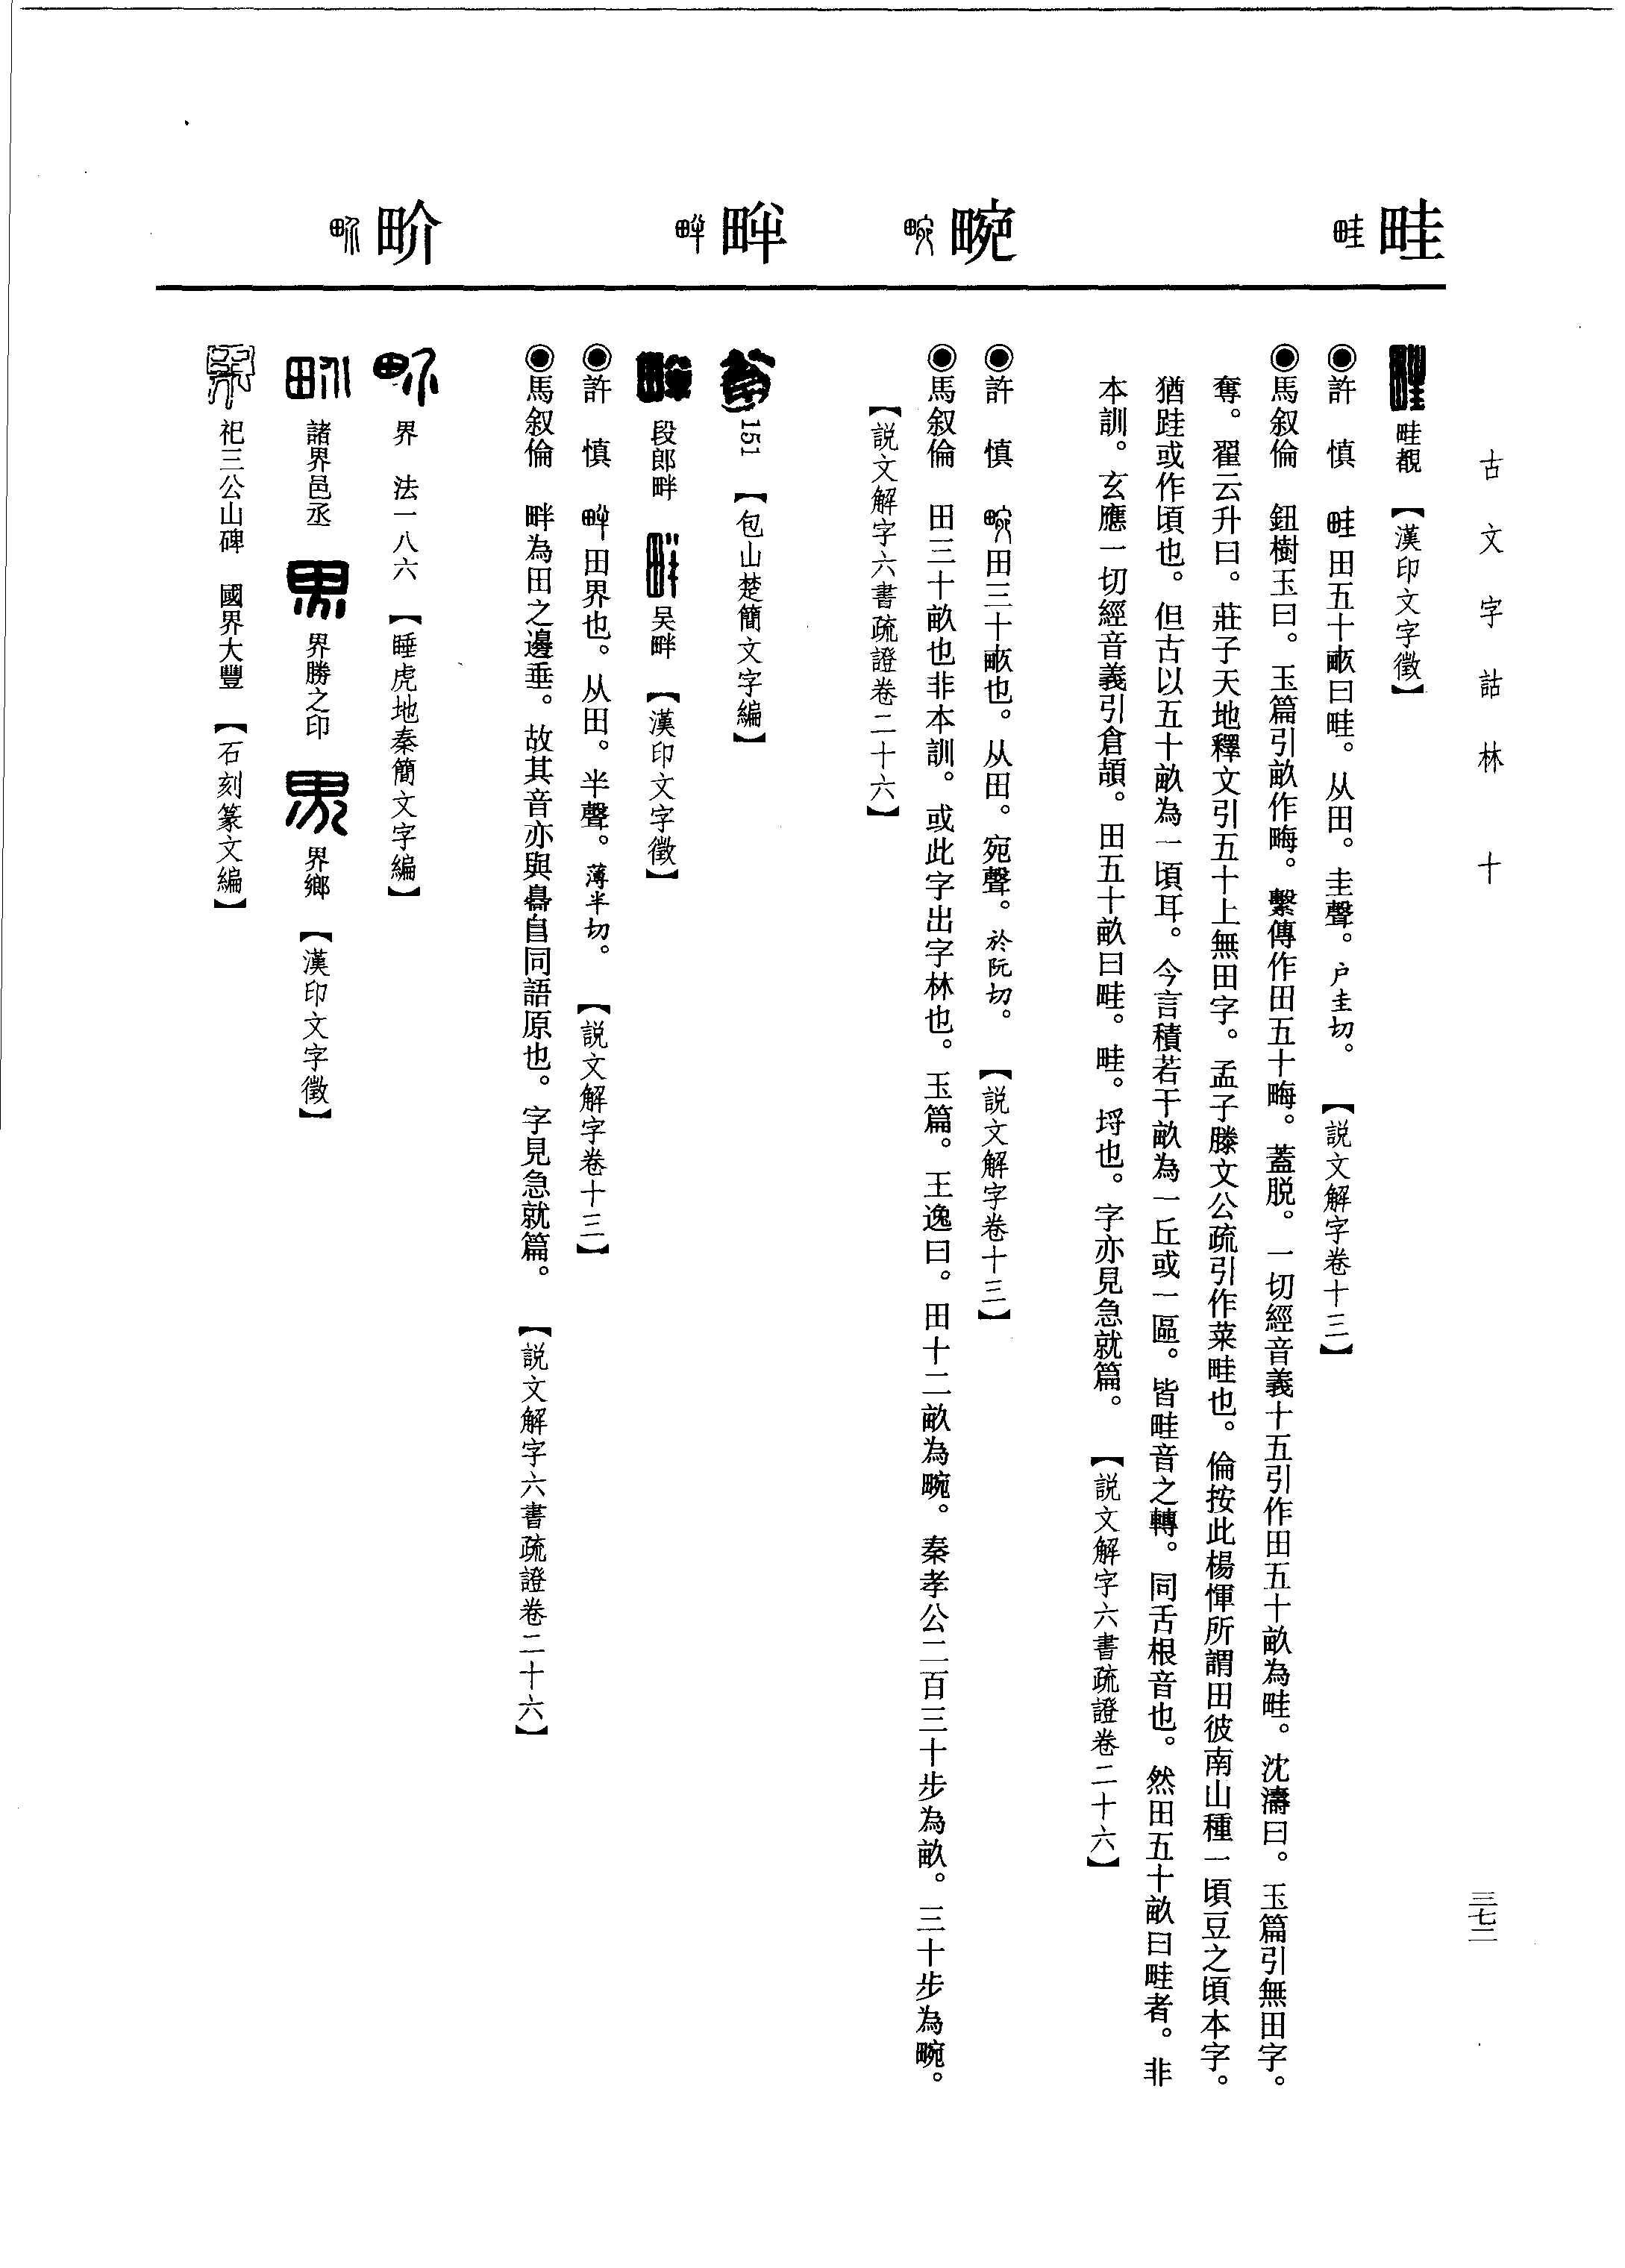 古文字詁林 十
三七二
畦
畹
畔
畍
畦覩 【漢印文字徵】
◉許 慎 畦田五十畞曰畦。从田。圭聲。户圭切。 【説文解字卷十三】
◉馬叙倫 鈕樹玉曰。玉篇引畝作畮。繫傳作田五十畮。蓋脱。一切經音義十五引作田五十畝為畦。沈濤曰。玉篇引無田字。
奪。翟云升曰。莊子天地釋文引五十上無田字。孟子滕文公疏引作菜畦也。倫按此楊惲所謂田彼南山種一頃豆之頃本字。
猶跬或作頃也。但古以五十畝為一頃耳。今言積若干畝為一丘或一區。皆畦音之轉。同舌根音也。然田五十畝曰畦者。非
本訓。玄應一切經音義引倉頡。田五十畝曰畦。畦。埒也。字亦見急就篇。 【説文解字六書疏證卷二十六】
◉許 慎 畹田三十畞也。从田。宛聲。於阮切。 【説文解字卷十三】
◉馬叙倫 田三十畝也非本訓。或此字出字林也。玉篇。王逸曰。田十二畝為畹。秦孝公二百三十步為畝。三十步為畹。
【説文解字六書疏證卷二十六】
151 【包山楚簡文字編】
段郎畔 吴畔 【漢印文字徵】
◉許 慎 畔田界也。从田。半聲。薄半切。 【説文解字卷十三】
◉馬叙倫 畔為田之邊垂。故其音亦與鼻自同語原也。字見急就篇。 【説文解字六書疏證卷二十六】
界 法一八六 【睡虎地秦簡文字編】
諸界邑丞 界勝之印 界鄉 【漢印文字徵】
祀三公山碑 國界大豐 【石刻篆文編】